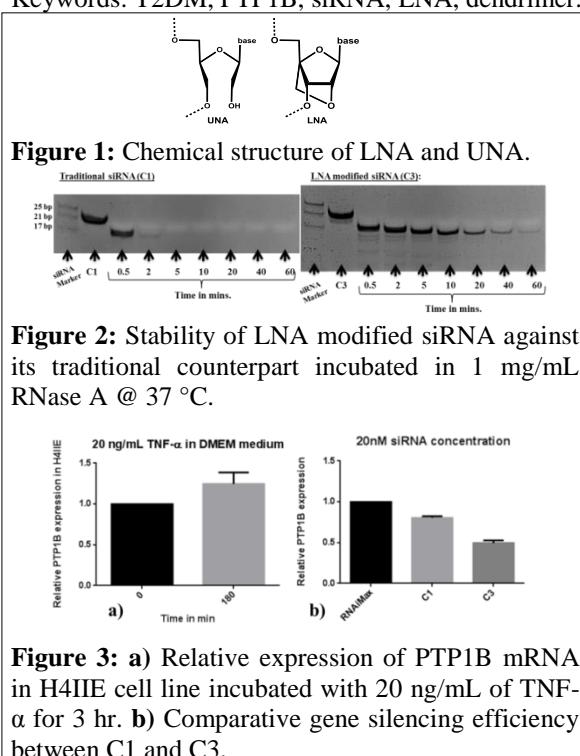 Keywords: T2DM, PTP1B, siRNA, LNA, dendrimer.
O base O base
O O
O OH O O
UNA LNA
Figure 1: Chemical structure of LNA and UNA.
Traditional siRNA (C1) LNA modified siRNA (C3):
25 bp
21 bp
17 bp
siRNA Marker C1 0.5 2 5 10 20 40 60
Time in mins.
siRNA Marker C3 0.5 2 5 10 20 40 60
Time in mins.
Figure 2: Stability of LNA modified siRNA against
its traditional counterpart incubated in 1 mg/mL
RNase A @ 37 °C.
20 ng/mL TNF-α in DMEM medium
Relative PTP1B expression in H4IIE
1.5
1.0
0.5
0.0
0 180
a) Time in min
20nM siRNA concentration
Relative PTP1B expression
1.5
1.0
0.5
0.0
RNAiMax C1 C3
b)
Figure 3: a) Relative expression of PTP1B mRNA
in H4IIE cell line incubated with 20 ng/mL of TNF-
α for 3 hr. b) Comparative gene silencing efficiency
between C1 and C3.